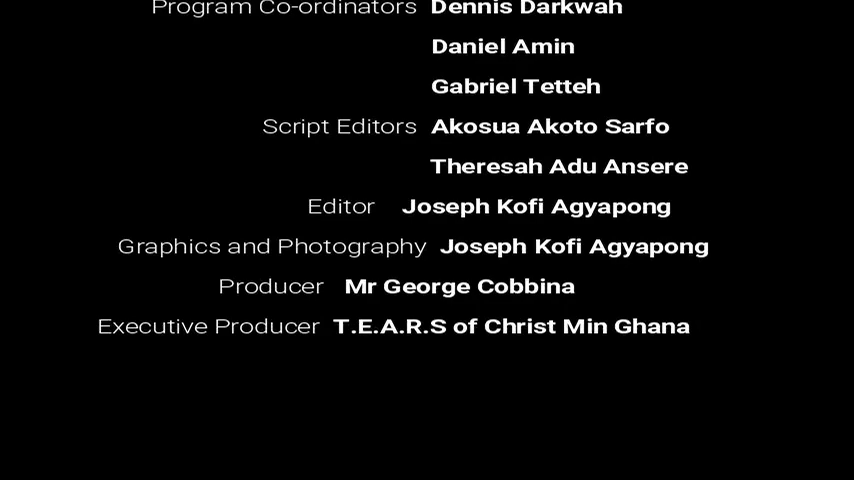 Program Co-ordinators Dennis Darkwah
Daniel Amin
Gabriel Tetteh
Script Editors Akosua Akoto Sarfo
Theresah Adu Ansere
Editor Joseph Kofi Agyapong
Graphics and Photography Joseph Kofi Agyapong
Producer Mr George Cobbina
Executive Producer T.E.A.R.S of Christ Min Ghana